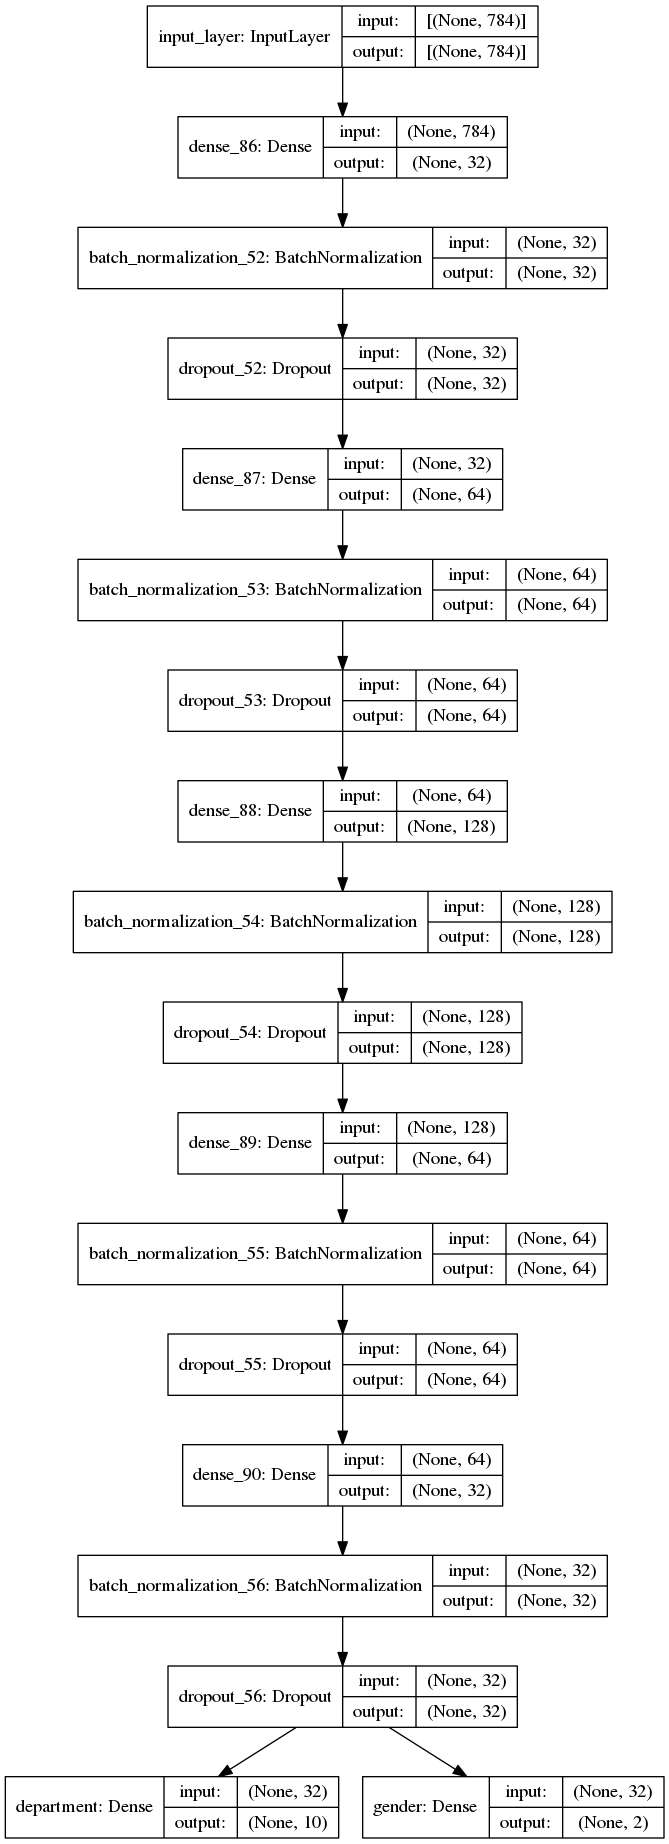 input_layer: InputLayer
input: [(None, 784)]
output: [(None, 784)]
dense_86: Dense
input: (None, 784)
output: (None, 32)
batch_normalization_52: BatchNormalization
input: (None, 32)
output: (None, 32)
dropout_52: Dropout
input: (None, 32)
output: (None, 32)
dense_87: Dense
input: (None, 32)
output: (None, 64)
batch_normalization_53: BatchNormalization
input: (None, 64)
output: (None, 64)
dropout_53: Dropout
input: (None, 64)
output: (None, 64)
dense_88: Dense
input: (None, 64)
output: (None, 128)
batch_normalization_54: BatchNormalization
input: (None, 128)
output: (None, 128)
dropout_54: Dropout
input: (None, 128)
output: (None, 128)
dense_89: Dense
input: (None, 128)
output: (None, 64)
batch_normalization_55: BatchNormalization
input: (None, 64)
output: (None, 64)
dropout_55: Dropout
input: (None, 64)
output: (None, 64)
dense_90: Dense
input: (None, 64)
output: (None, 32)
batch_normalization_56: BatchNormalization
input: (None, 32)
output: (None, 32)
dropout_56: Dropout
input: (None, 32)
output: (None, 32)
department: Dense
input: (None, 32)
output: (None, 10)
gender: Dense
input: (None, 32)
output: (None, 2)